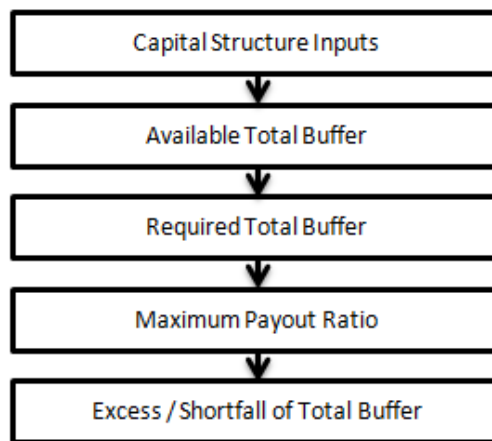 Capital Structure Inputs
Available Total Buffer
Required Total Buffer
Maximum Payout Ratio
Excess / Shortfall of Total Buffer